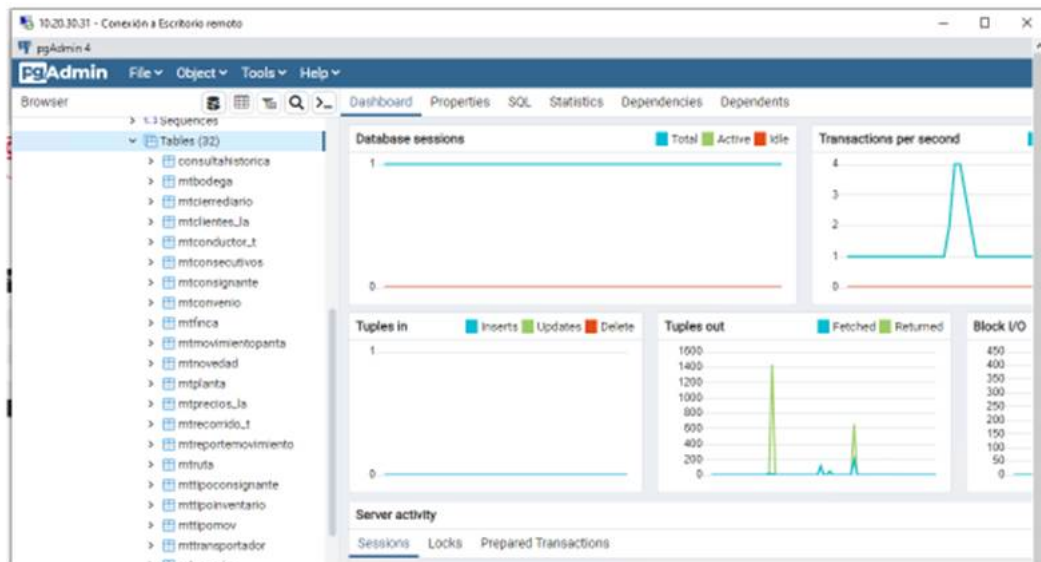 10.20.30.31 - Conexión a Escritorio remoto
pgAdmin 4
pgAdmin File Object Tools Help
Browser
Dashboard Properties SQL Statistics Dependencies Dependents
1.3 Sequences
Tables (32)
consultahistorica
mtbodega
mtcierrediario
mtclientes_la
mtconductor_t
mtconsecutivos
mtconsignante
mtconvenio
mtfinca
mtmovimientopanta
mtnovedad
mtplanta
mtprecios_la
mtrecorrido_t
mtreportemovimiento
mtruta
mttipoconsignante
mttipoinventario
mttipomov
mttransportador
Database sessions
Total Active Idle
1
0
Transactions per second
4
3
2
1
0
Tuples in
Inserts Updates Delete
1
0
Tuples out
Fetched Returned
1600
1400
1200
1000
800
600
400
200
0
Block I/O
450
400
350
300
250
200
150
100
50
0
Server activity
Sessions Locks Prepared Transactions